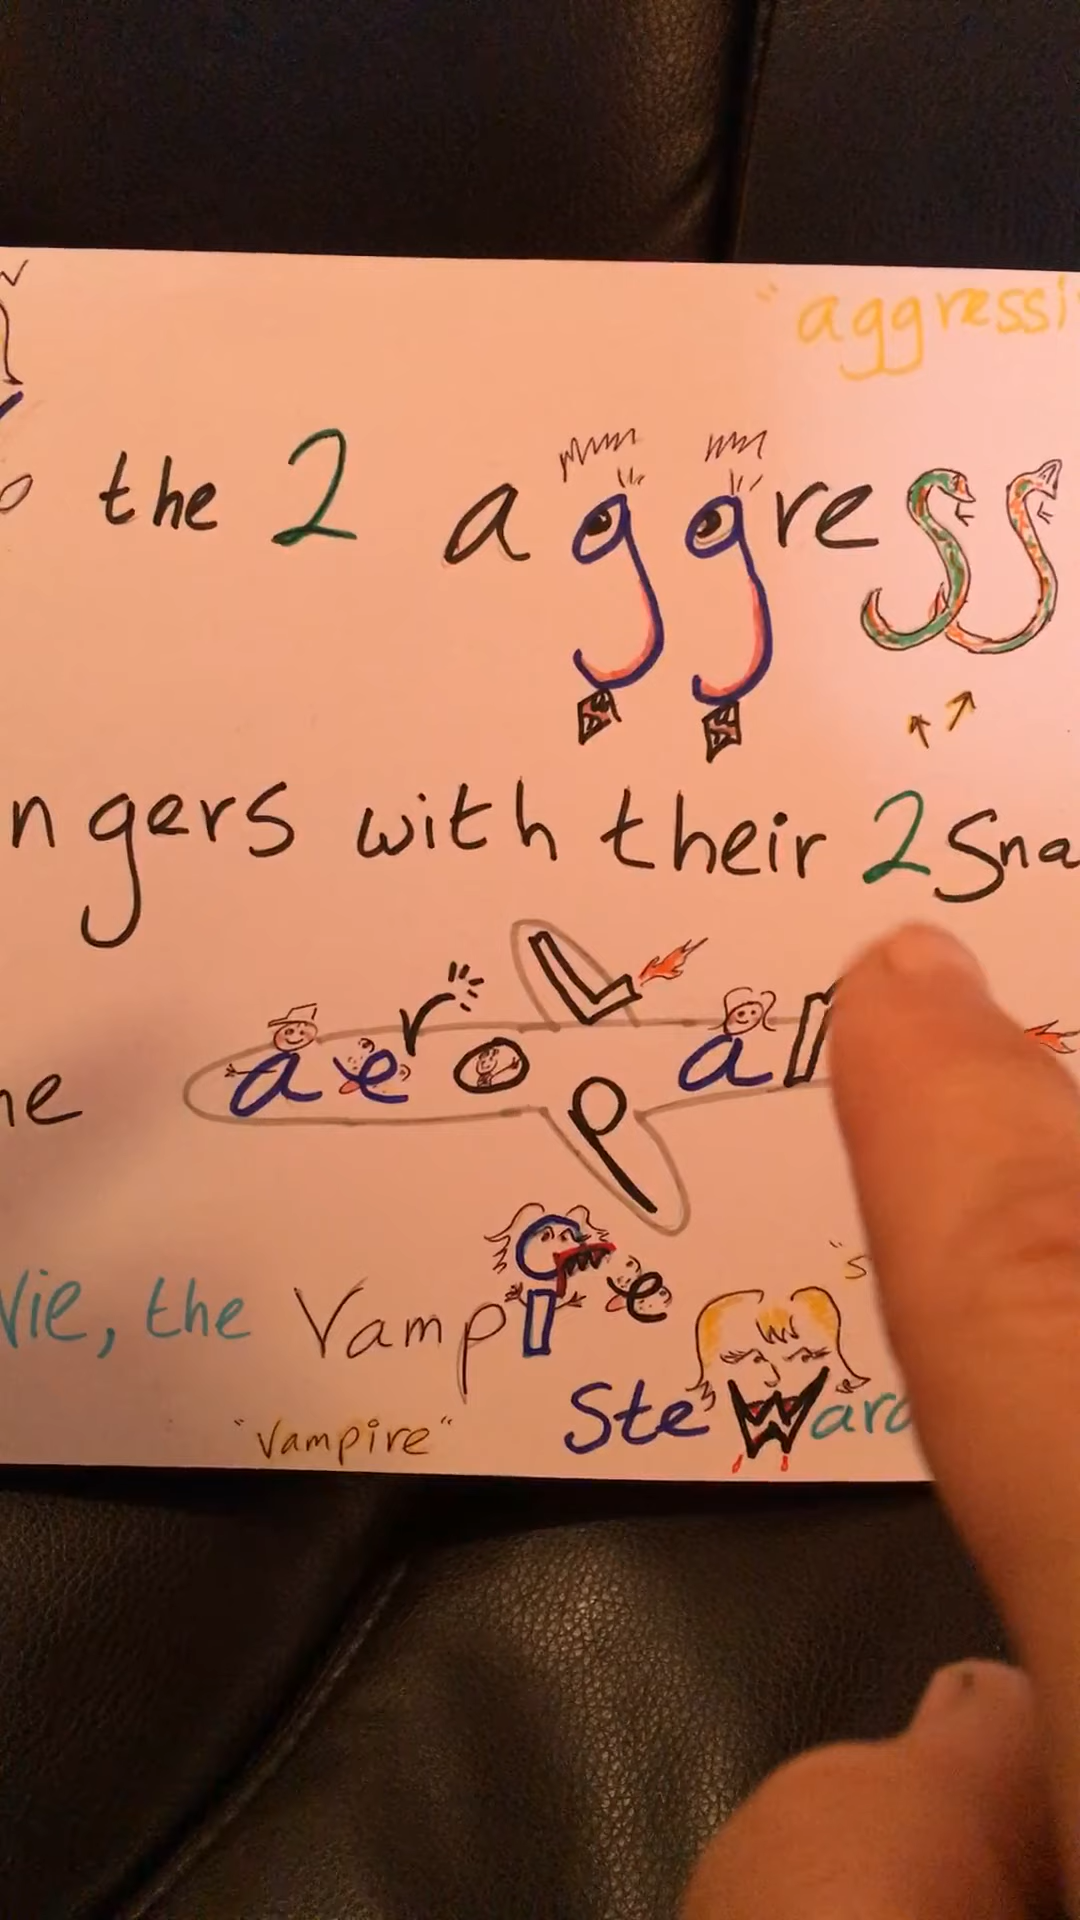 "aggressi
the 2 aggress
ngers with their 2 sna
ne aeroplan
vie, the Vampire
"s
Steward
"vampire"